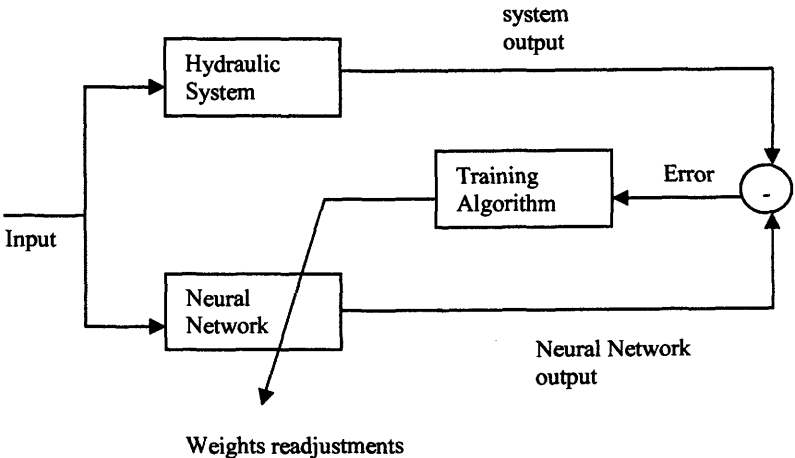 system
output
Hydraulic
System
Training
Algorithm
Error
-
Input
Neural
Network
Neural Network
output
Weights readjustments